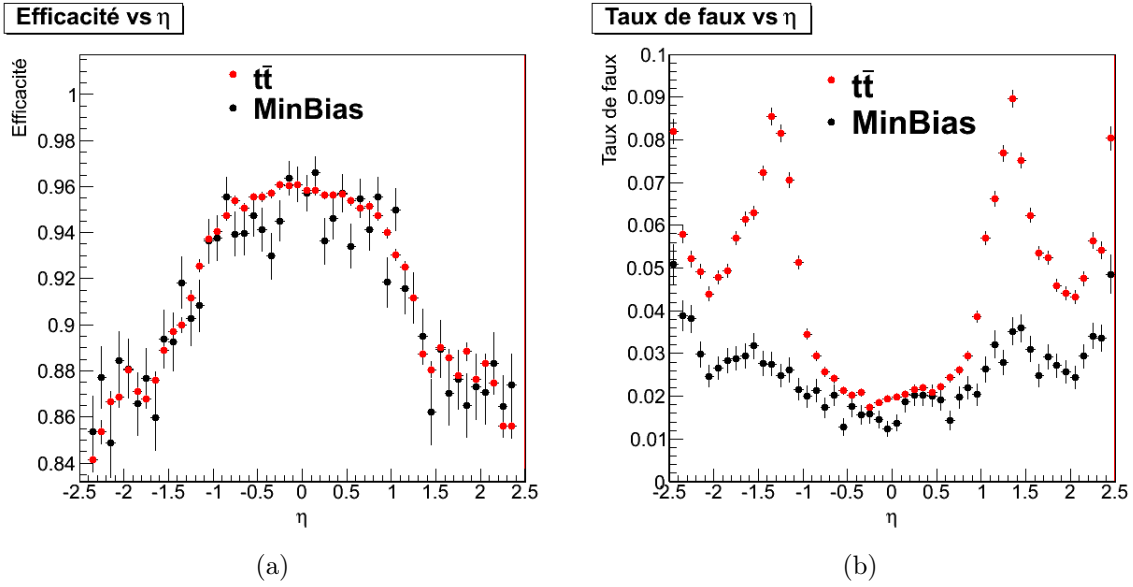 Efficacité vs η
Efficacité
tt̄
MinBias
1
0.98
0.96
0.94
0.92
0.9
0.88
0.86
0.84
-2.5 -2 -1.5 -1 -0.5 0 0.5 1 1.5 2 2.5
η
(a)
Taux de faux vs η
Taux de faux
tt̄
MinBias
0.1
0.09
0.08
0.07
0.06
0.05
0.04
0.03
0.02
0.01
0
-2.5 -2 -1.5 -1 -0.5 0 0.5 1 1.5 2 2.5
η
(b)